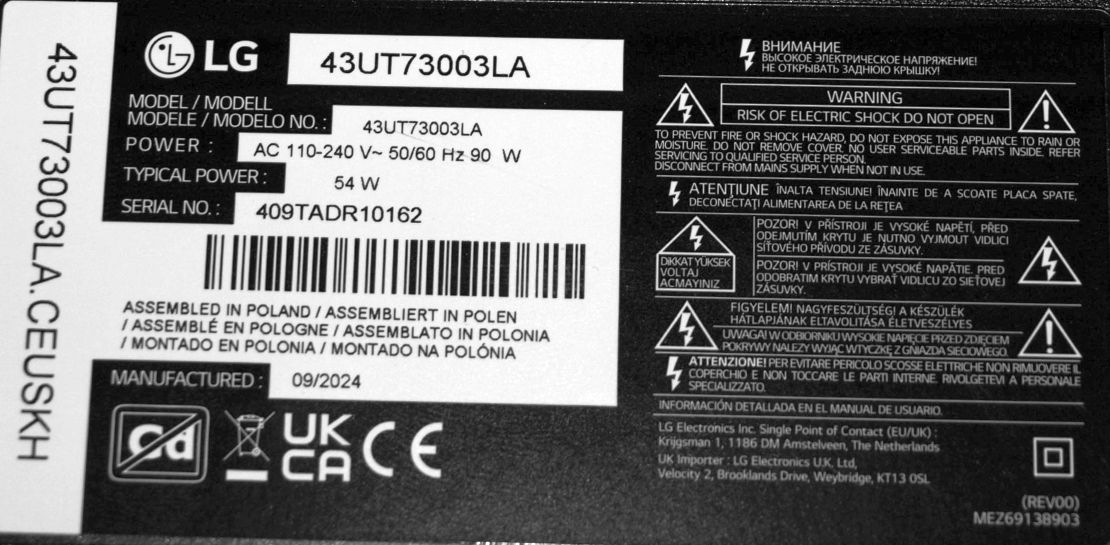 43UT73003LA.CEUSKH
LG
43UT73003LA
MODEL / MODELL
MODELE / MODELO NO. :
43UT73003LA
POWER :
AC 110-240 V~ 50/60 Hz 90 W
TYPICAL POWER :
54 W
SERIAL NO. :
409TADR10162
ASSEMBLED IN POLAND / ASSEMBLIERT IN POLEN
/ ASSEMBLÉ EN POLOGNE / ASSEMBLATO IN POLONIA
/ MONTADO EN POLONIA / MONTADO NA POLÓNIA
MANUFACTURED :
09/2024
Cd
UK
CA
CE
ВНИМАНИЕ
ВЫСОКОЕ ЭЛЕКТРИЧЕСКОЕ НАПРЯЖЕНИЕ!
НЕ ОТКРЫВАТЬ ЗАДНЮЮ КРЫШКУ!
WARNING
RISK OF ELECTRIC SHOCK DO NOT OPEN
TO PREVENT FIRE OR SHOCK HAZARD, DO NOT EXPOSE THIS APPLIANCE TO RAIN OR
MOISTURE. DO NOT REMOVE COVER. NO USER SERVICEABLE PARTS INSIDE. REFER
SERVICING TO QUALIFIED SERVICE PERSON.
DISCONNECT FROM MAINS SUPPLY WHEN NOT IN USE.
ATENŢIUNE ÎNALTA TENSIUNE! ÎNAINTE DE A SCOATE PLACA SPATE,
DECONECTAŢI ALIMENTAREA DE LA REŢEA
DİKKAT YÜKSEK
VOLTAJ
ACMAYINIZ
POZOR! V PŘÍSTROJI JE VYSOKÉ NAPĚTÍ, PŘED
ODEJMUTÍM KRYTU JE NUTNO VYJMOUT VIDLICI
SÍŤOVÉHO PŘÍVODU ZE ZÁSUVKY.
POZOR! V PRÍSTROJI JE VYSOKÉ NAPÄTIE. PRED
ODOBRATIM KRYTU VYBRAŤ VIDLICU ZO SIEŤOVEJ
ZÁSUVKY.
FIGYELEM! NAGYFESZÜLTSÉG! A KÉSZÜLÉK
HÁTLAPJÁNAK ELTAVOLITÁSA ÉLETVESZÉLYES
UWAGA! W ODBIORNIKU WYSOKIE NAPIĘCIE PRZED ZDJĘCIEM
POKRYWY NALEŻY WYJĄĆ WTYCZKĘ Z GNIAZDA SIECIOWEGO.
ATTENZIONE! PER EVITARE PERICOLO SCOSSE ELETTRICHE NON RIMUOVERE IL
COPERCHIO E NON TOCCARE LE PARTI INTERNE. RIVOLGETEVI A PERSONALE
SPECIALIZZATO.
INFORMACIÓN DETALLADA EN EL MANUAL DE USUARIO.
LG Electronics Inc. Single Point of Contact (EU/UK) :
Krijgsman 1, 1186 DM Amstelveen, The Netherlands
UK Importer : LG Electronics U.K. Ltd,
Velocity 2, Brooklands Drive, Weybridge, KT13 0SL
(REV00)
MEZ69138903